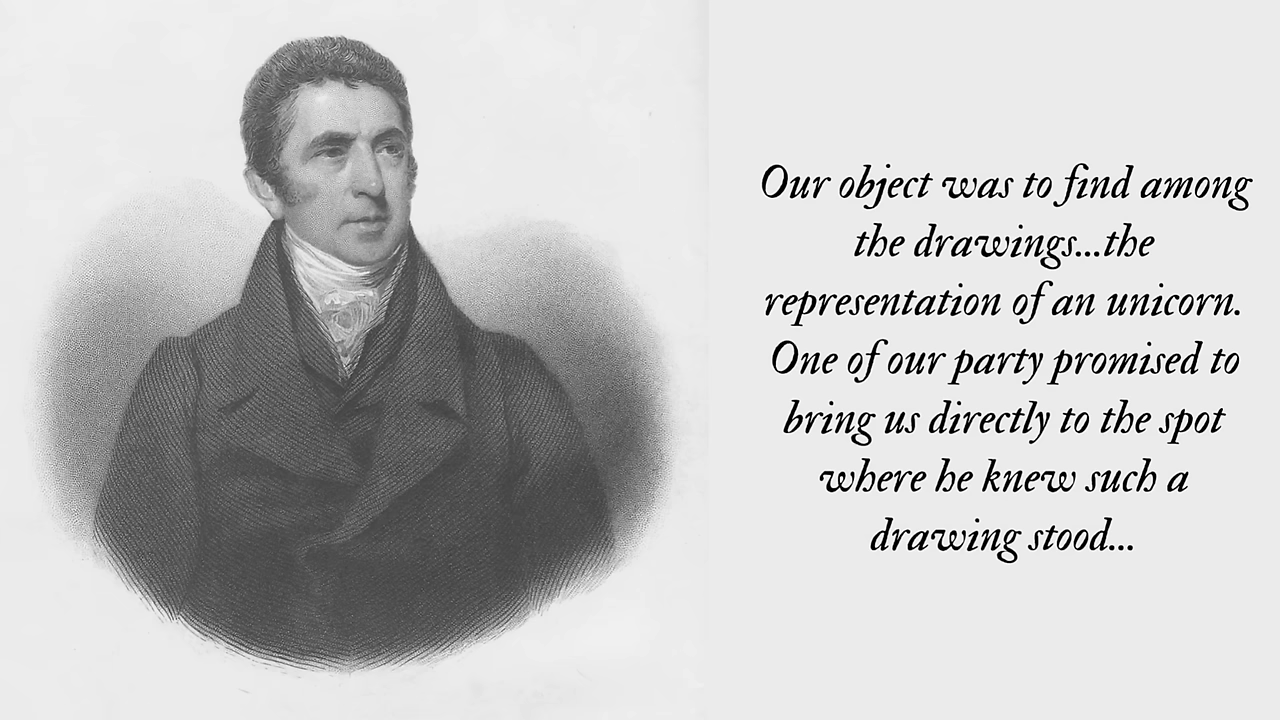 Our object was to find among
the drawings...the
representation of an unicorn.
One of our party promised to
bring us directly to the spot
where he knew such a
drawing stood...